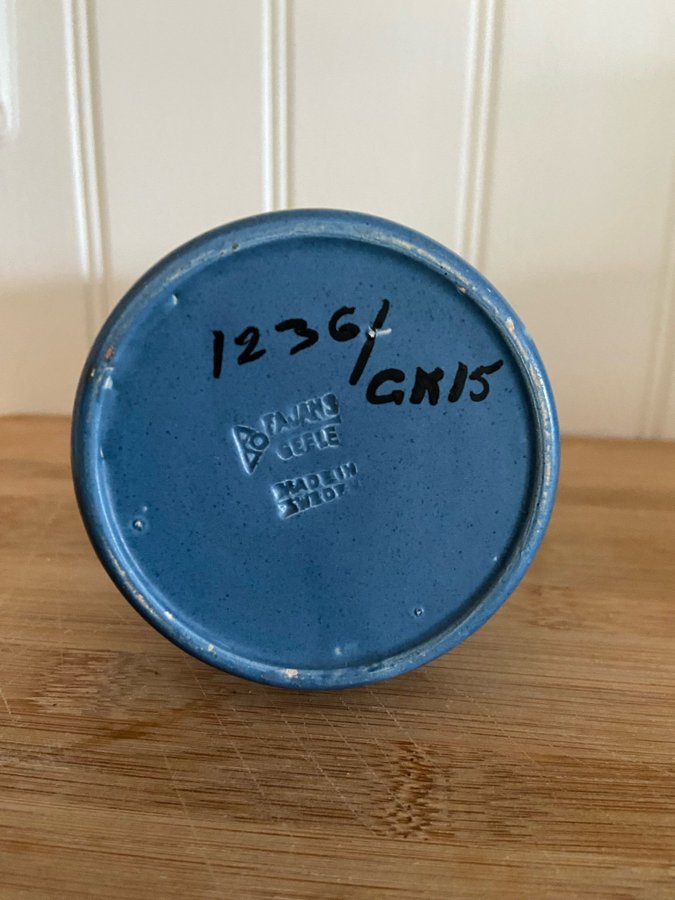 1236/
GK15
FAJANS
GEFLE
MADE IN
SWEDEN